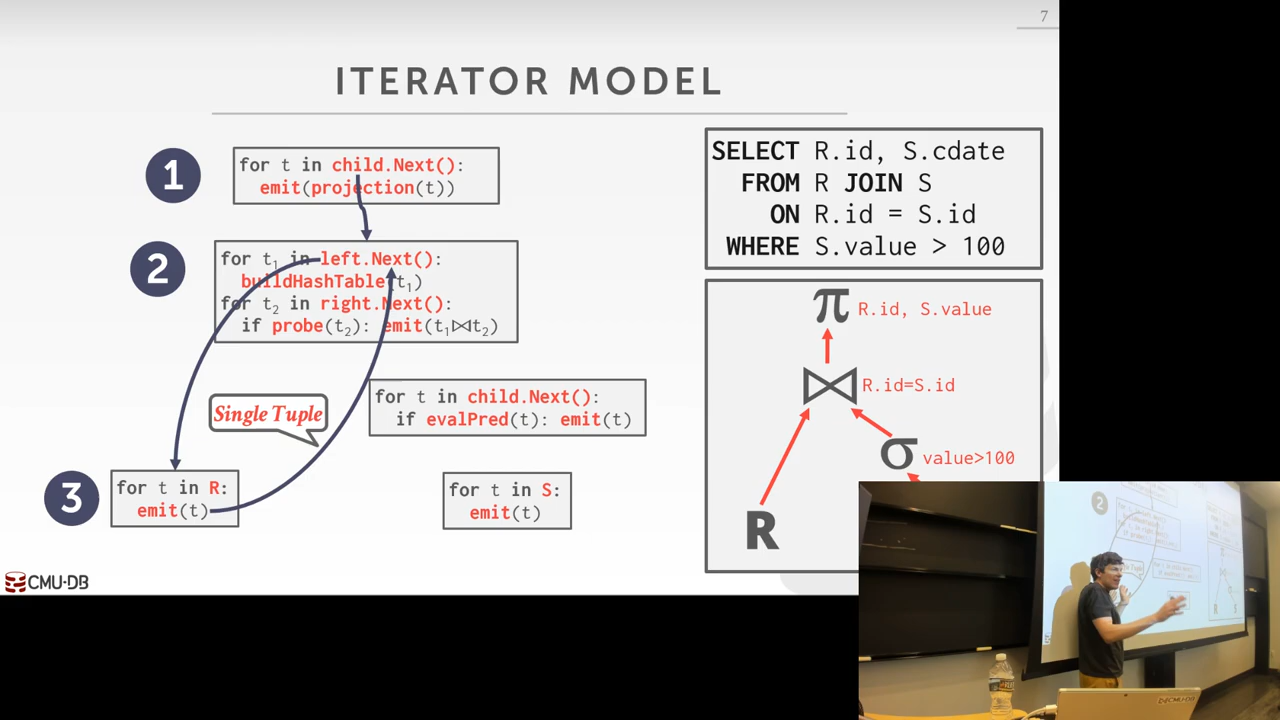 7
ITERATOR MODEL
1
for t in child.Next():
emit(projection(t))
2
for t1 in left.Next():
buildHashTable(t1)
for t2 in right.Next():
if probe(t2): emit(t1⋈t2)
for t in child.Next():
if evalPred(t): emit(t)
Single Tuple
3
for t in R:
emit(t)
for t in S:
emit(t)
SELECT R.id, S.cdate
FROM R JOIN S
ON R.id = S.id
WHERE S.value > 100
π R.id, S.value
⋈ R.id=S.id
σ value>100
R
CMU·DB
2
R S
CMU·DB